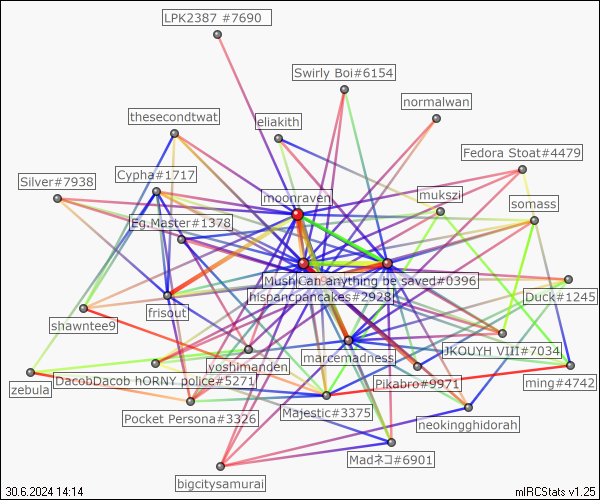 LPK2387 #7690
Swirly Boi#6154
normalwan
thesecondtwat
eliakith
Fedora Stoat#4479
Cypha#1717
Silver#7938
moonraven
mukszi
somass
Eg.Master#1378
Can anything be saved#0396
hispancpancakes#2928
Duck#1245
frisout
shawntee9
JKOUYH VIII#7034
marcemadness
yoshimanden
DacobDacob hORNY police#5271
Pikabro#9971
ming#4742
zebula
Pocket Persona#3326
Majestic#3375
neokingghidorah
Madネコ#6901
bigcitysamurai
30.6.2024 14:14
mIRCStats v1.25